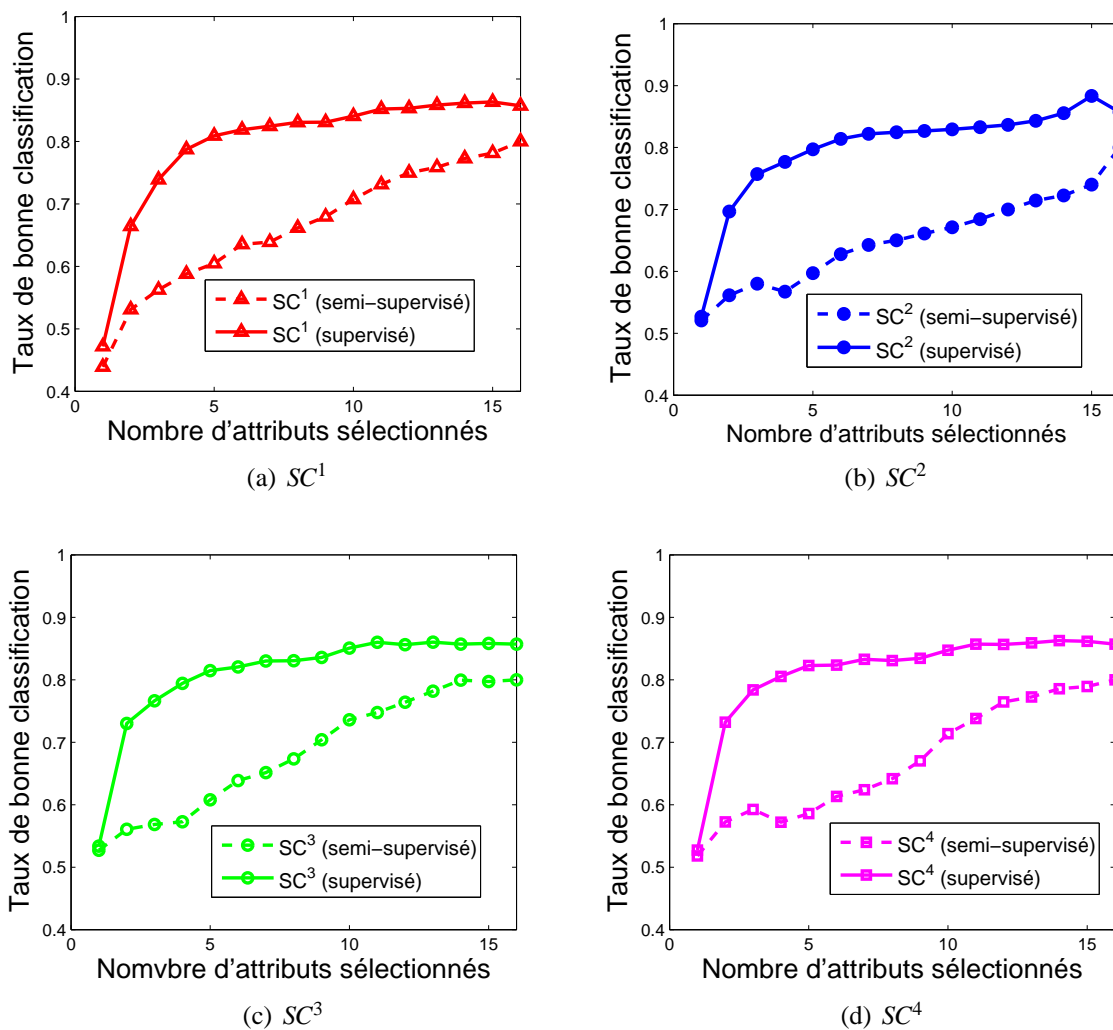 1
0.9
0.8
0.7
0.6
0.5
0.4
0 5 10 15
Taux de bonne classification
Nombre d'attributs sélectionnés
SC¹ (semi−supervisé)
SC¹ (supervisé)
(a) SC¹
1
0.9
0.8
0.7
0.6
0.5
0.4
0 5 10 15
Taux de bonne classification
Nombre d'attributs sélectionnés
SC² (semi−supervisé)
SC² (supervisé)
(b) SC²
1
0.9
0.8
0.7
0.6
0.5
0.4
0 5 10 15
Taux de bonne classification
Nomvbre d'attributs sélectionnés
SC³ (semi−supervisé)
SC³ (supervisé)
(c) SC³
1
0.9
0.8
0.7
0.6
0.5
0.4
0 5 10 15
Taux de bonne classification
Nombre d'attributs sélectionnés
SC⁴ (semi−supervisé)
SC⁴ (supervisé)
(d) SC⁴